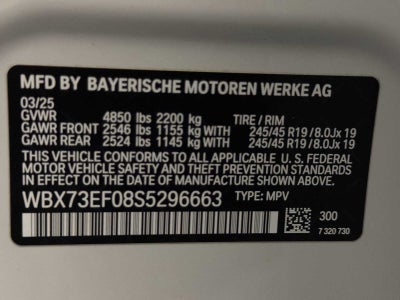 MFD BY BAYERISCHE MOTOREN WERKE AG
03/25
GVWR 4850 lbs 2200 kg TIRE / RIM
GAWR FRONT 2546 lbs 1155 kg WITH 245/45 R19 / 8.0Jx 19
GAWR REAR 2524 lbs 1145 kg WITH 245/45 R19 / 8.0Jx 19
THIS VEHICLE CONFORMS TO ALL APPLICABLE U. S. FEDERAL
MOTOR VEHICLE SAFETY AND THEFT PREVENTION STANDARDS
IN EFFECT ON THE DATE OF MANUFACTURE SHOWN ABOVE.
WBX73EF08S5296663 TYPE: MPV
300
7 320 730